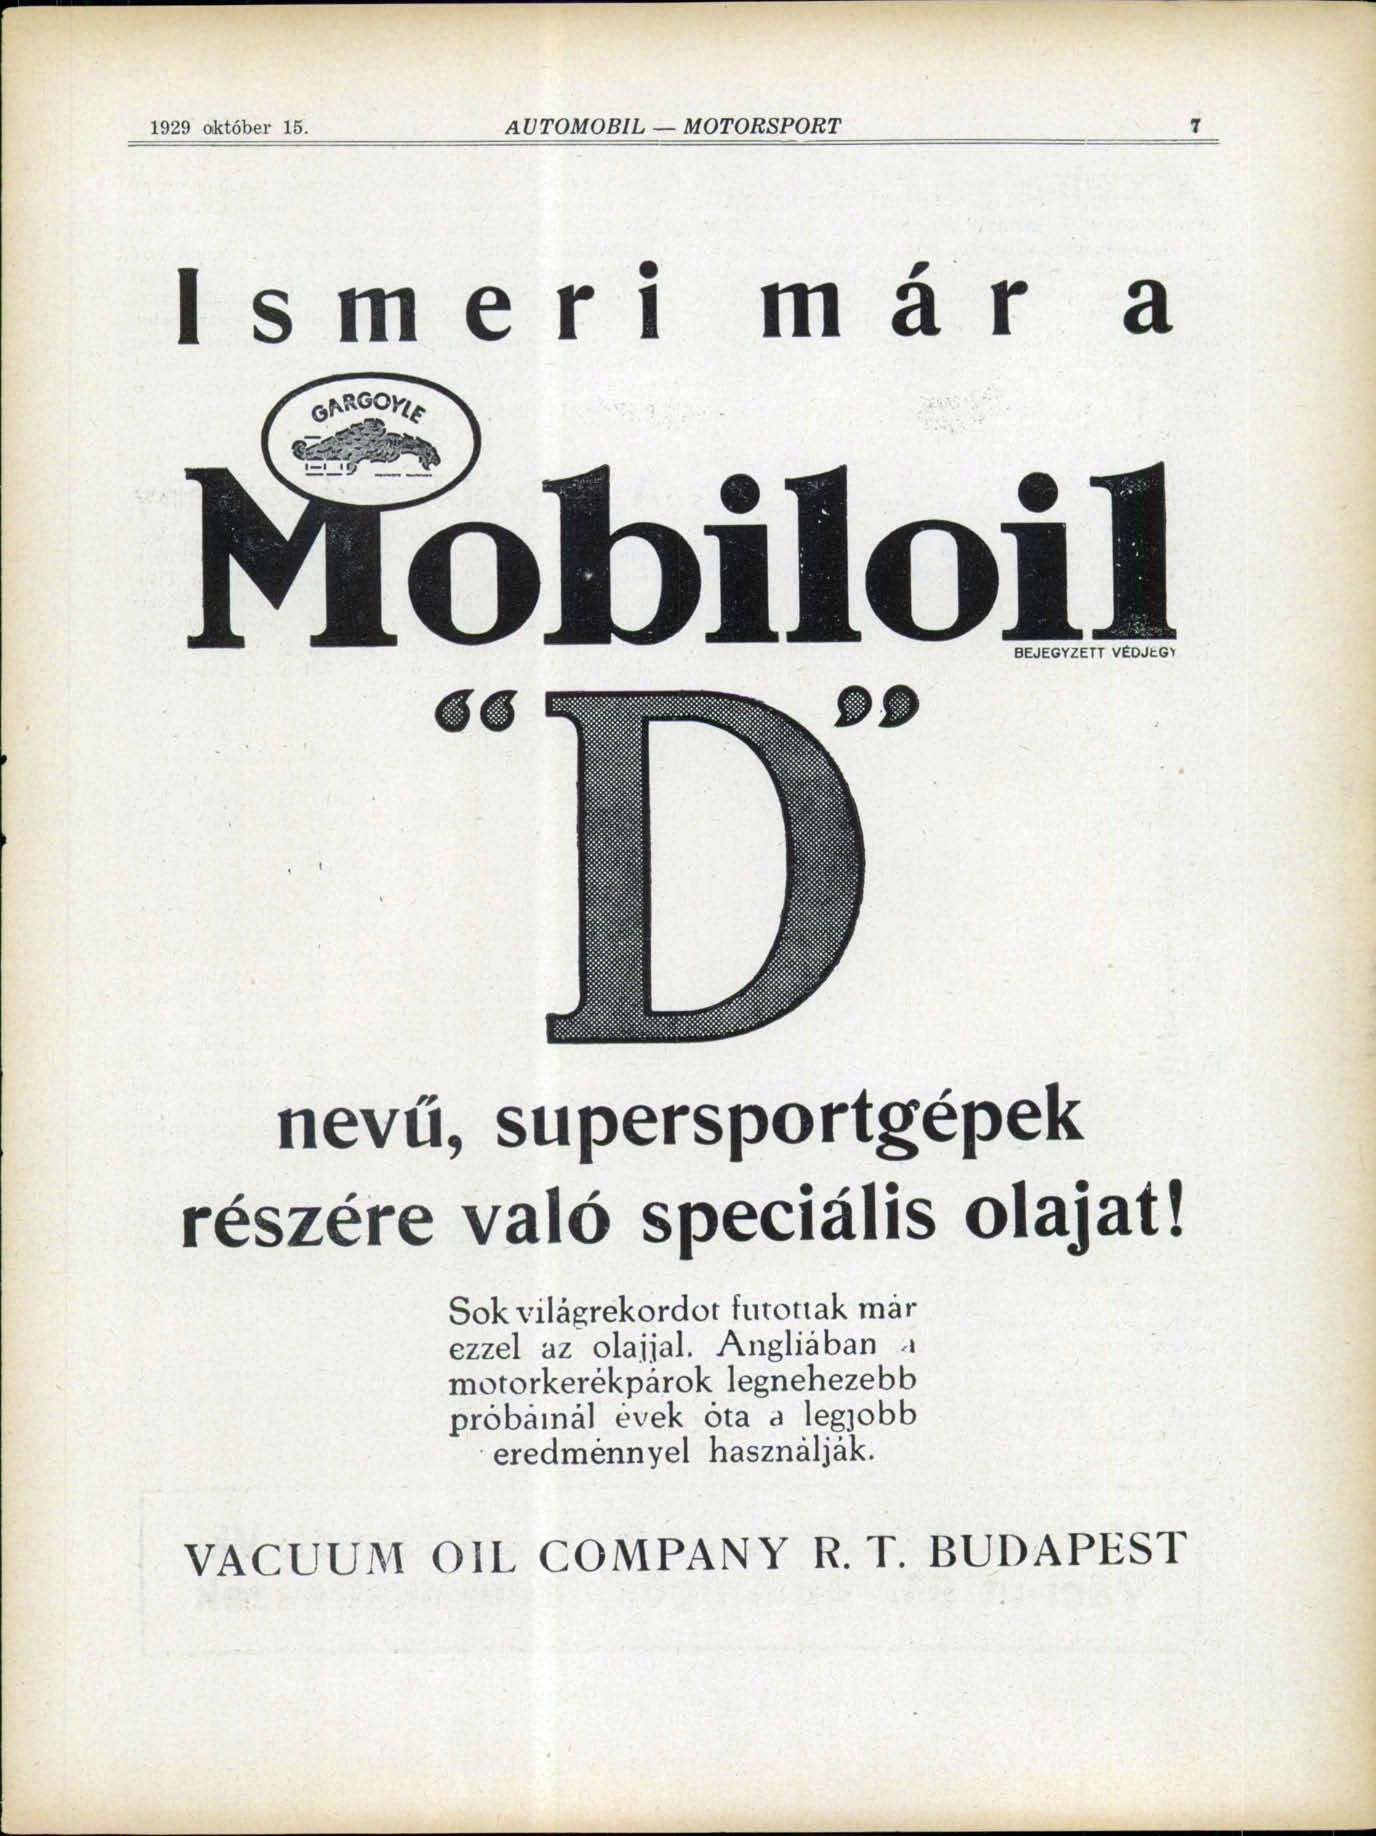 1929 október 15. AUTOMOBIL — MOTORSPORT 7
Ismeri már a
GARGOYLE
Mobiloil
BEJEGYZETT VÉDJEGY
“D”
nevű, supersportgépek
részére való speciális olajat!
Sok világrekordot futottak már
ezzel az olajjal. Angliában a
motorkerékpárok legnehezebb
próbáinál évek óta a legjobb
eredménnyel használják.
VACUUM OIL COMPANY R. T. BUDAPEST